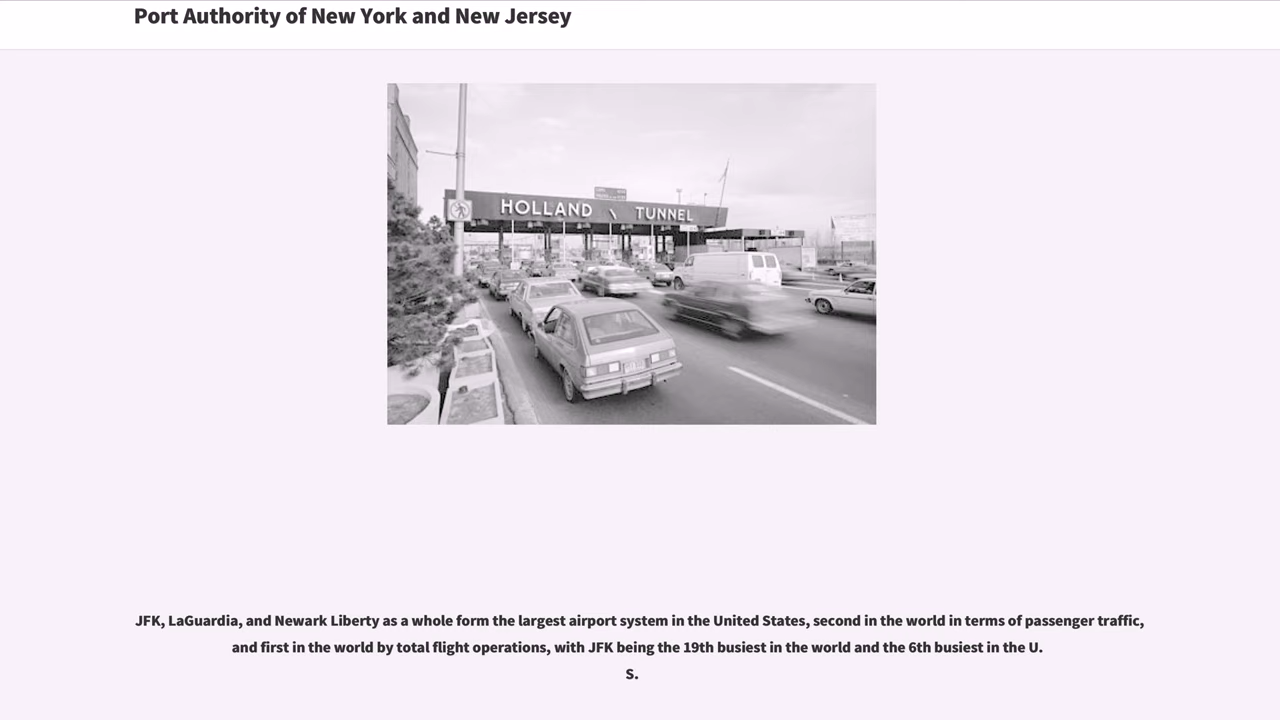 Port Authority of New York and New Jersey
HOLLAND TUNNEL
JFK, LaGuardia, and Newark Liberty as a whole form the largest airport system in the United States, second in the world in terms of passenger traffic,
and first in the world by total flight operations, with JFK being the 19th busiest in the world and the 6th busiest in the U.
S.